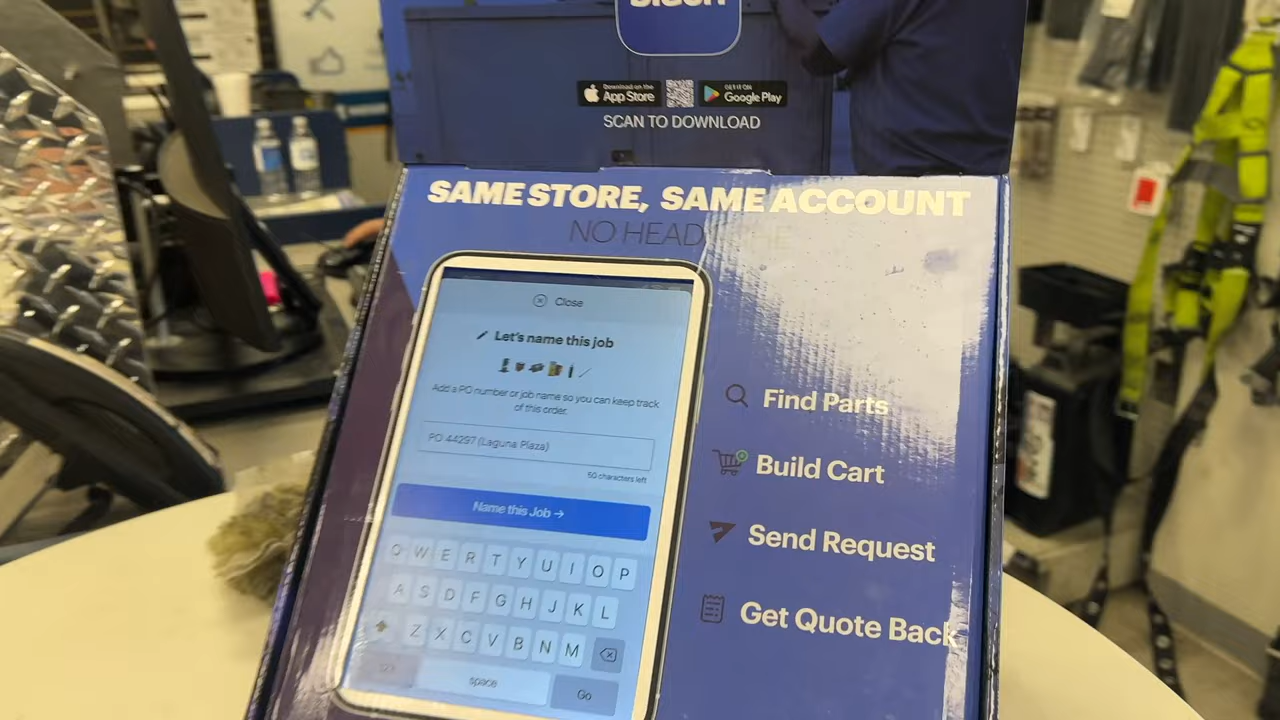 Download on the
App Store
GET IT ON
Google Play
SCAN TO DOWNLOAD
SAME STORE, SAME ACCOUNT
NO
Close
Let's name this job
Add a PO number or job name so you can keep track
of this order.
PO 44297 (Laguna Plaza)
50 characters left
Name this Job →
Q W E R T Y U I O P
A S D F G H J K L
Z X C V B N M
space
Go
Find Parts
Build Cart
Send Request
Get Quote Back